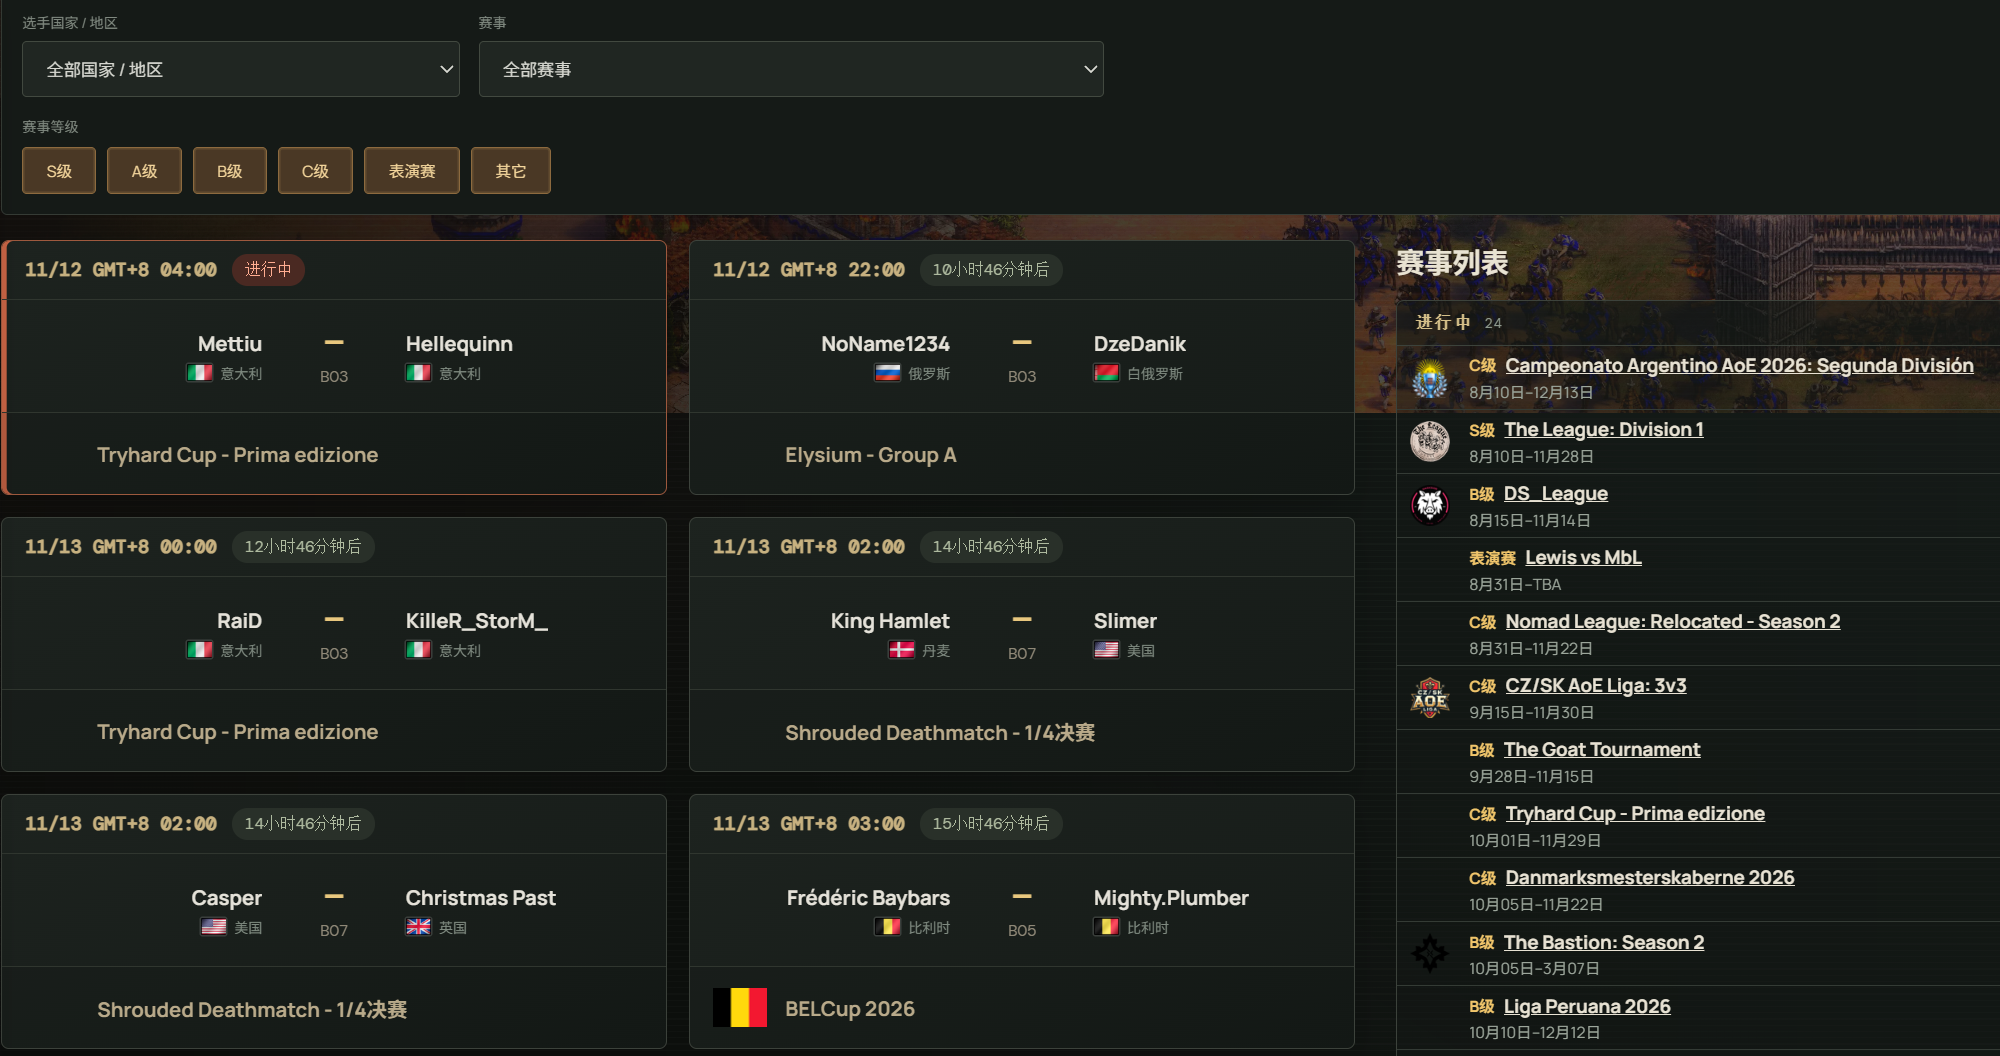 选手国家 / 地区
赛事
全部国家 / 地区
全部赛事
赛事等级
S级
A级
B级
C级
表演赛
其它
11/12 GMT+8 04:00 进行中
Mettiu
Hellequinn
意大利
BO3
意大利
Tryhard Cup - Prima edizione
11/12 GMT+8 22:00 10小时46分钟后
NoName1234
DzeDanik
俄罗斯
BO3
白俄罗斯
Elysium - Group A
11/13 GMT+8 00:00 12小时46分钟后
RaiD
KilleR_StorM_
意大利
BO3
意大利
Tryhard Cup - Prima edizione
11/13 GMT+8 02:00 14小时46分钟后
King Hamlet
Slimer
丹麦
BO7
美国
Shrouded Deathmatch - 1/4决赛
11/13 GMT+8 02:00 14小时46分钟后
Casper
Christmas Past
美国
BO7
英国
Shrouded Deathmatch - 1/4决赛
11/13 GMT+8 03:00 15小时46分钟后
Frédéric Baybars
Mighty.Plumber
比利时
BO5
比利时
BELCup 2026
赛事列表
进行中 24
C级 Campeonato Argentino AoE 2026: Segunda División
8月10日–12月13日
S级 The League: Division 1
8月10日–11月28日
B级 DS_League
8月15日–11月14日
表演赛 Lewis vs MbL
8月31日–TBA
C级 Nomad League: Relocated - Season 2
8月31日–11月22日
CZ/SK
AOE
LIGA
C级 CZ/SK AoE Liga: 3v3
9月15日–11月30日
B级 The Goat Tournament
9月28日–11月15日
C级 Tryhard Cup - Prima edizione
10月01日–11月29日
C级 Danmarksmesterskaberne 2026
10月05日–11月22日
B级 The Bastion: Season 2
10月05日–3月07日
B级 Liga Peruana 2026
10月10日–12月12日